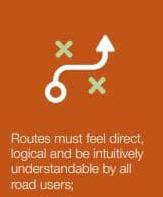 Routes must feel direct,
logical and be intuitively
understandable by all
road users;